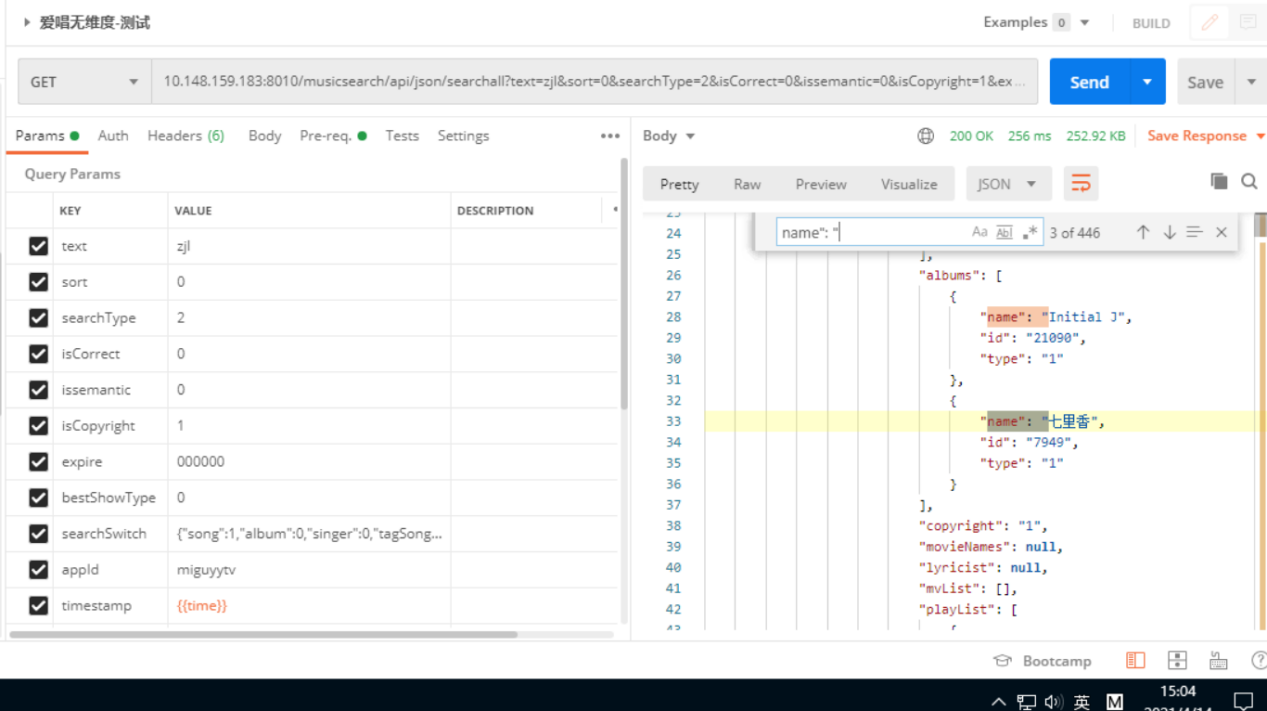 爱唱无维度-测试
Examples 0
BUILD
GET
10.148.159.183:8010/musicsearch/api/json/searchall?text=zjl&sort=0&searchType=2&isCorrect=0&issemantic=0&isCopyright=1&ex...
Send
Save
Params Auth Headers (6) Body Pre-req. Tests Settings
Query Params
KEY VALUE DESCRIPTION
text zjl
sort 0
searchType 2
isCorrect 0
issemantic 0
isCopyright 1
expire 000000
bestShowType 0
searchSwitch {"song":1,"album":0,"singer":0,"tagSong...
appId miguyytv
timestamp {{time}}
Body
200 OK 256 ms 252.92 KB Save Response
Pretty Raw Preview Visualize JSON
name": "
Aa Abl .* 3 of 446
23
24
25 ],
26 "albums": [
27 {
28 "name": "Initial J",
29 "id": "21090",
30 "type": "1"
31 },
32 {
33 "name": "七里香",
34 "id": "7949",
35 "type": "1"
36 }
37 ],
38 "copyright": "1",
39 "movieNames": null,
40 "lyricist": null,
41 "mvList": [],
42 "playList": [
43 {
Bootcamp
英 M 15:04
2021/4/14